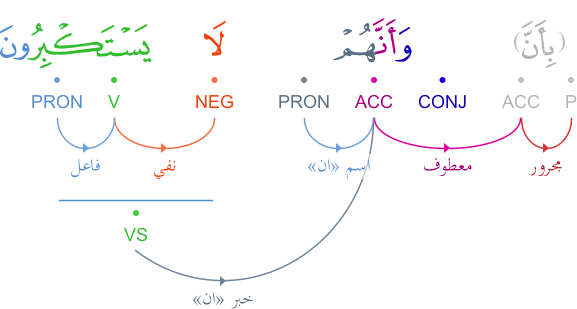 (بِأَنَّ) وَأَنَّهُمْ لَا يَسْتَكْبِرُونَ
P ACC CONJ ACC PRON NEG V PRON
مجرور معطوف اسم «ان» نفي فاعل
VS
خبر «ان»